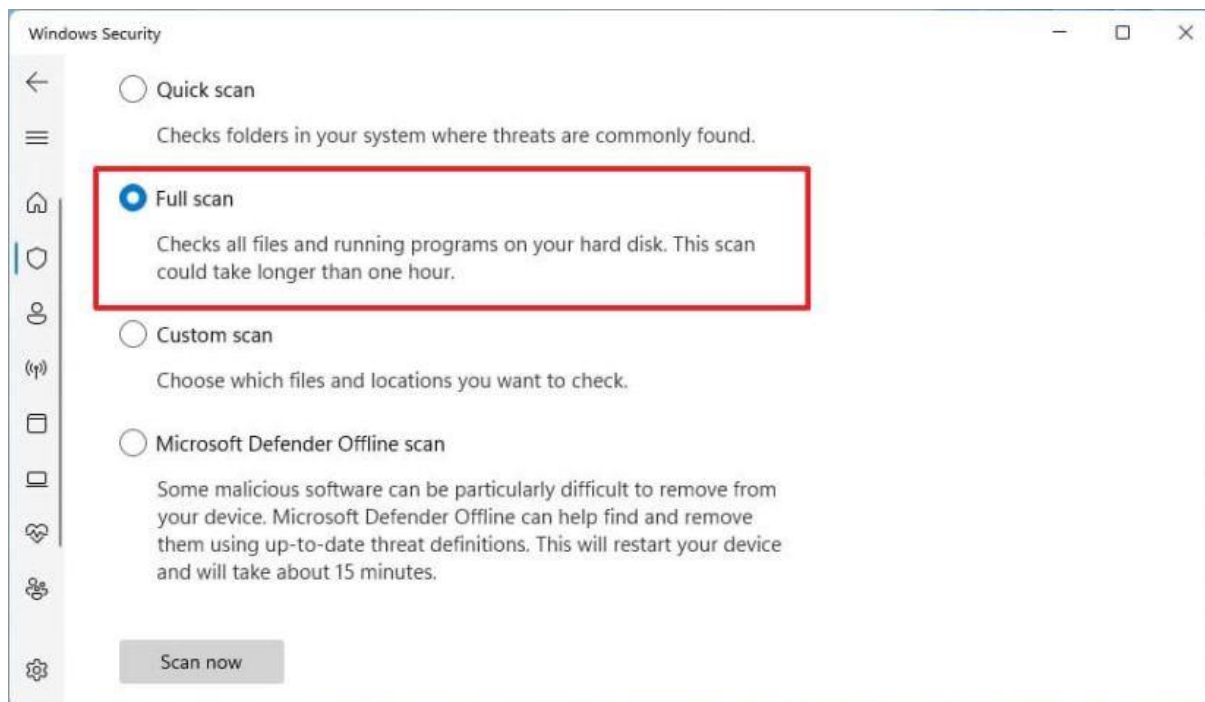 Windows Security
Quick scan
Checks folders in your system where threats are commonly found.
Full scan
Checks all files and running programs on your hard disk. This scan
could take longer than one hour.
Custom scan
Choose which files and locations you want to check.
Microsoft Defender Offline scan
Some malicious software can be particularly difficult to remove from
your device. Microsoft Defender Offline can help find and remove
them using up-to-date threat definitions. This will restart your device
and will take about 15 minutes.
Scan now